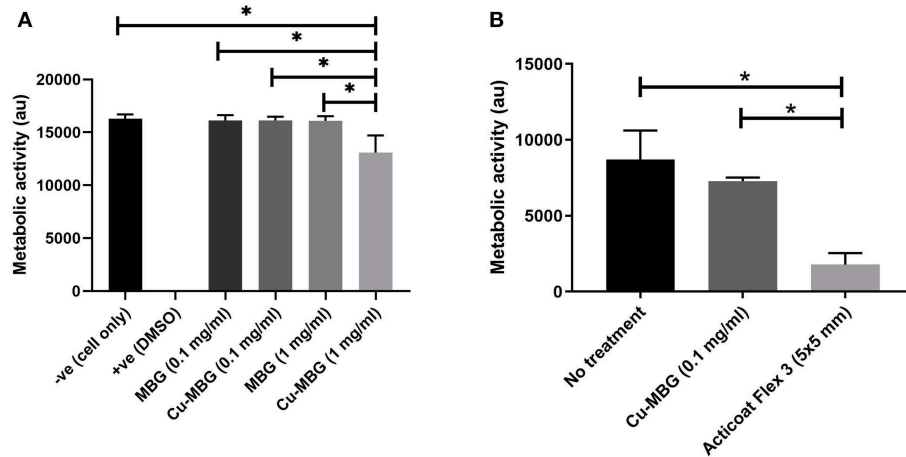 A
*
*
*
*
Metabolic activity (au)
20000
15000
10000
5000
0
-ve (cell only)
+ve (DMSO)
MBG (0.1 mg/ml)
Cu-MBG (0.1 mg/ml)
MBG (1 mg/ml)
Cu-MBG (1 mg/ml)
B
*
*
Metabolic activity (au)
15000
10000
5000
0
No treatment
Cu-MBG (0.1 mg/ml)
Acticoat Flex 3 (5x5 mm)